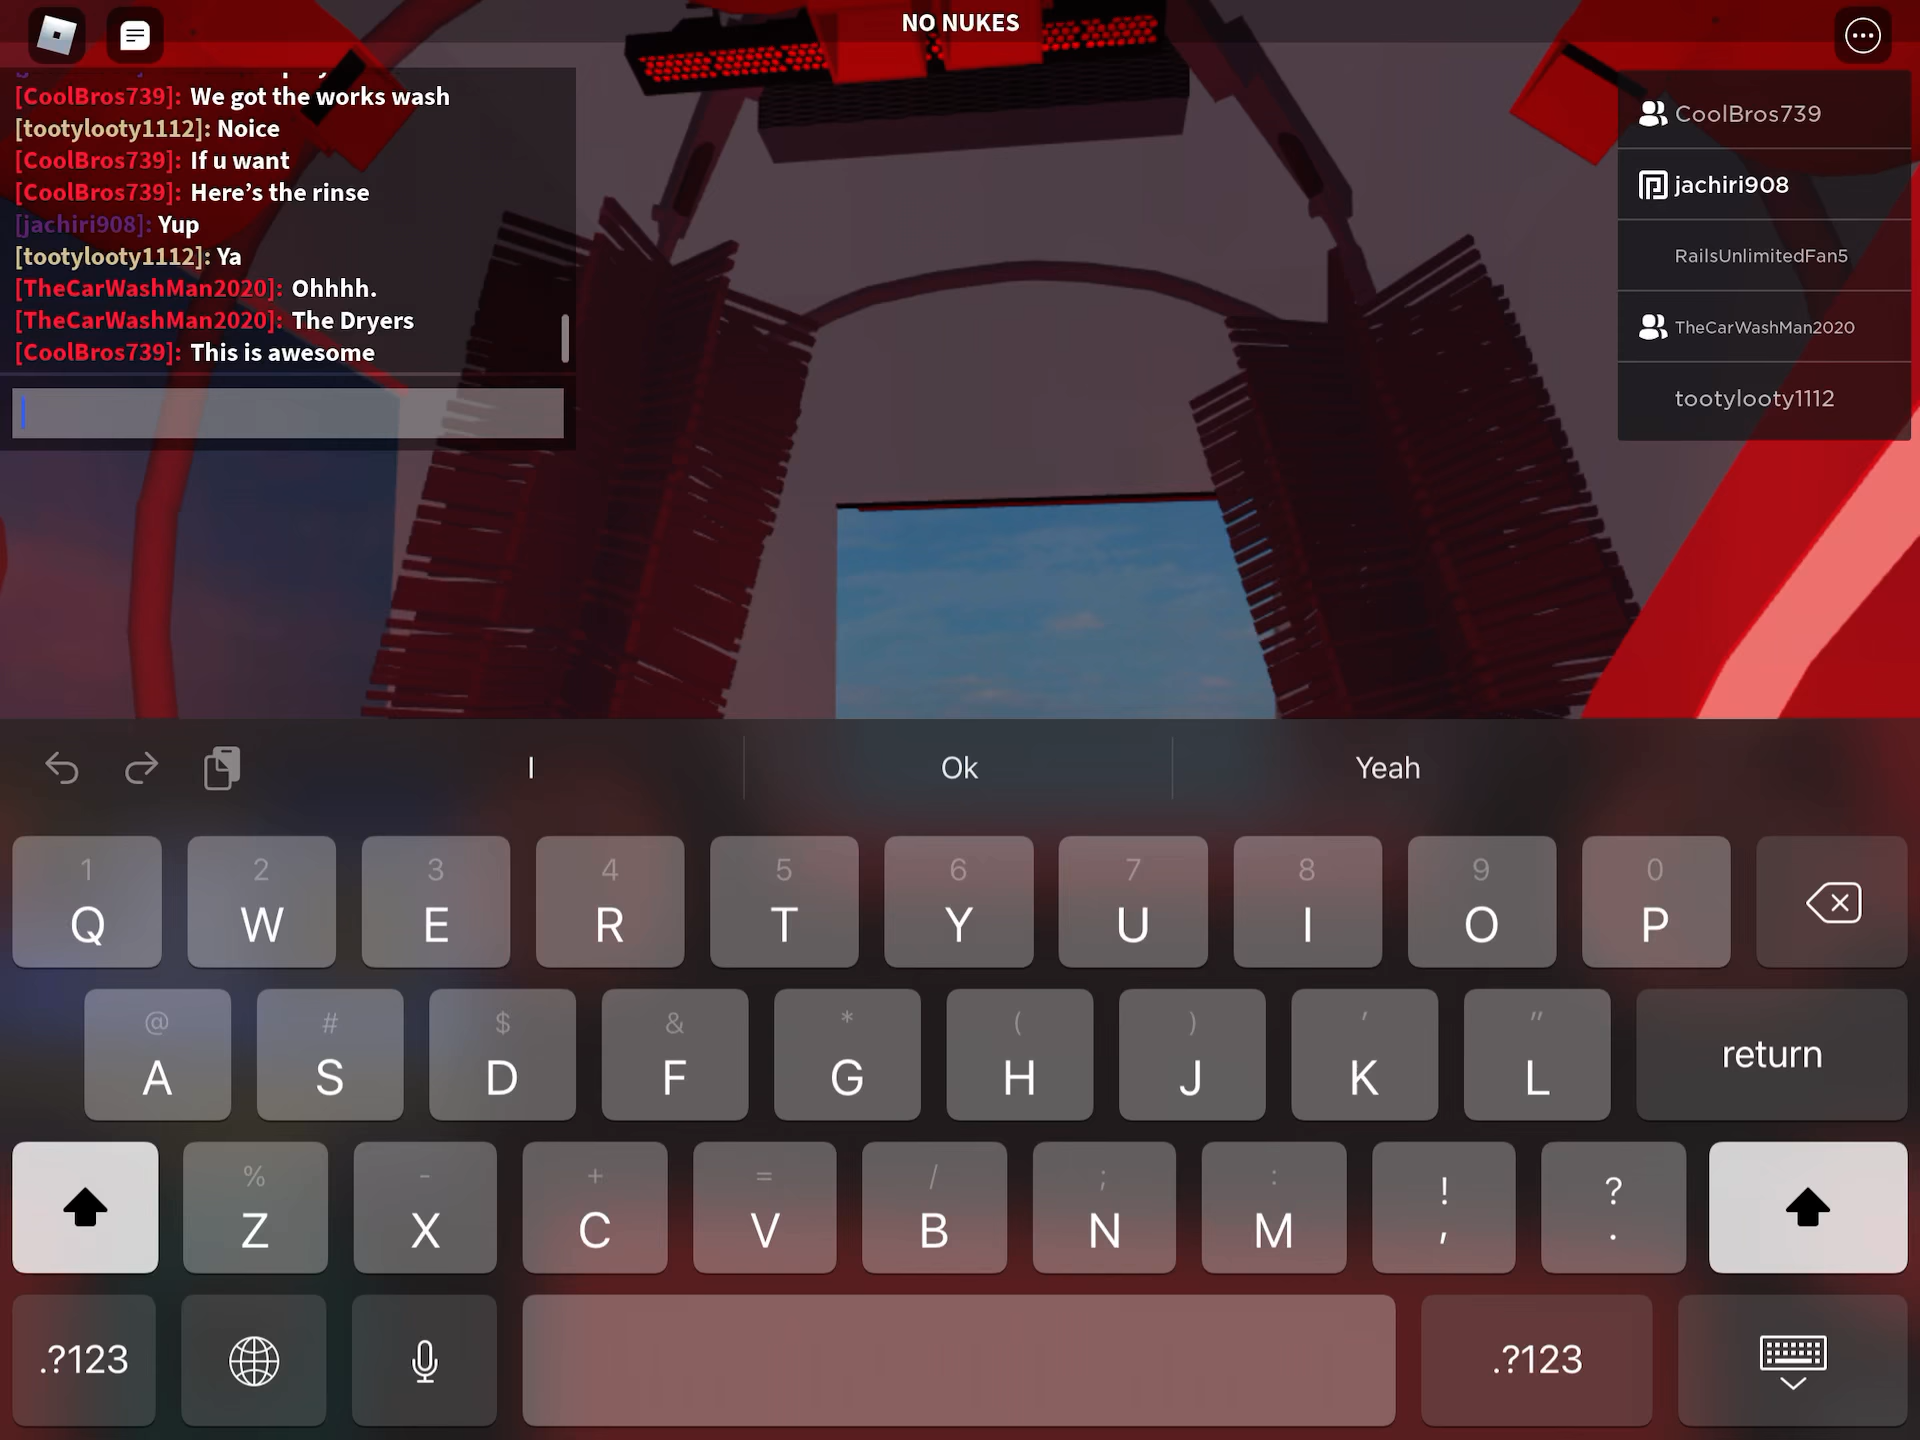 NO NUKES
[CoolBros739]: We got the works wash
[tootylooty1112]: Noice
[CoolBros739]: If u want
[CoolBros739]: Here’s the rinse
[jachiri908]: Yup
[tootylooty1112]: Ya
[TheCarWashMan2020]: Ohhhh.
[TheCarWashMan2020]: The Dryers
[CoolBros739]: This is awesome
CoolBros739
jachiri908
RailsUnlimitedFan5
TheCarWashMan2020
tootylooty1112
I Ok Yeah
1 2 3 4 5 6 7 8 9 0
Q W E R T Y U I O P
@ # $ & * ( ) ' "
A S D F G H J K L return
% - + = / ; : ! ?
Z X C V B N M , .
.?123 .?123